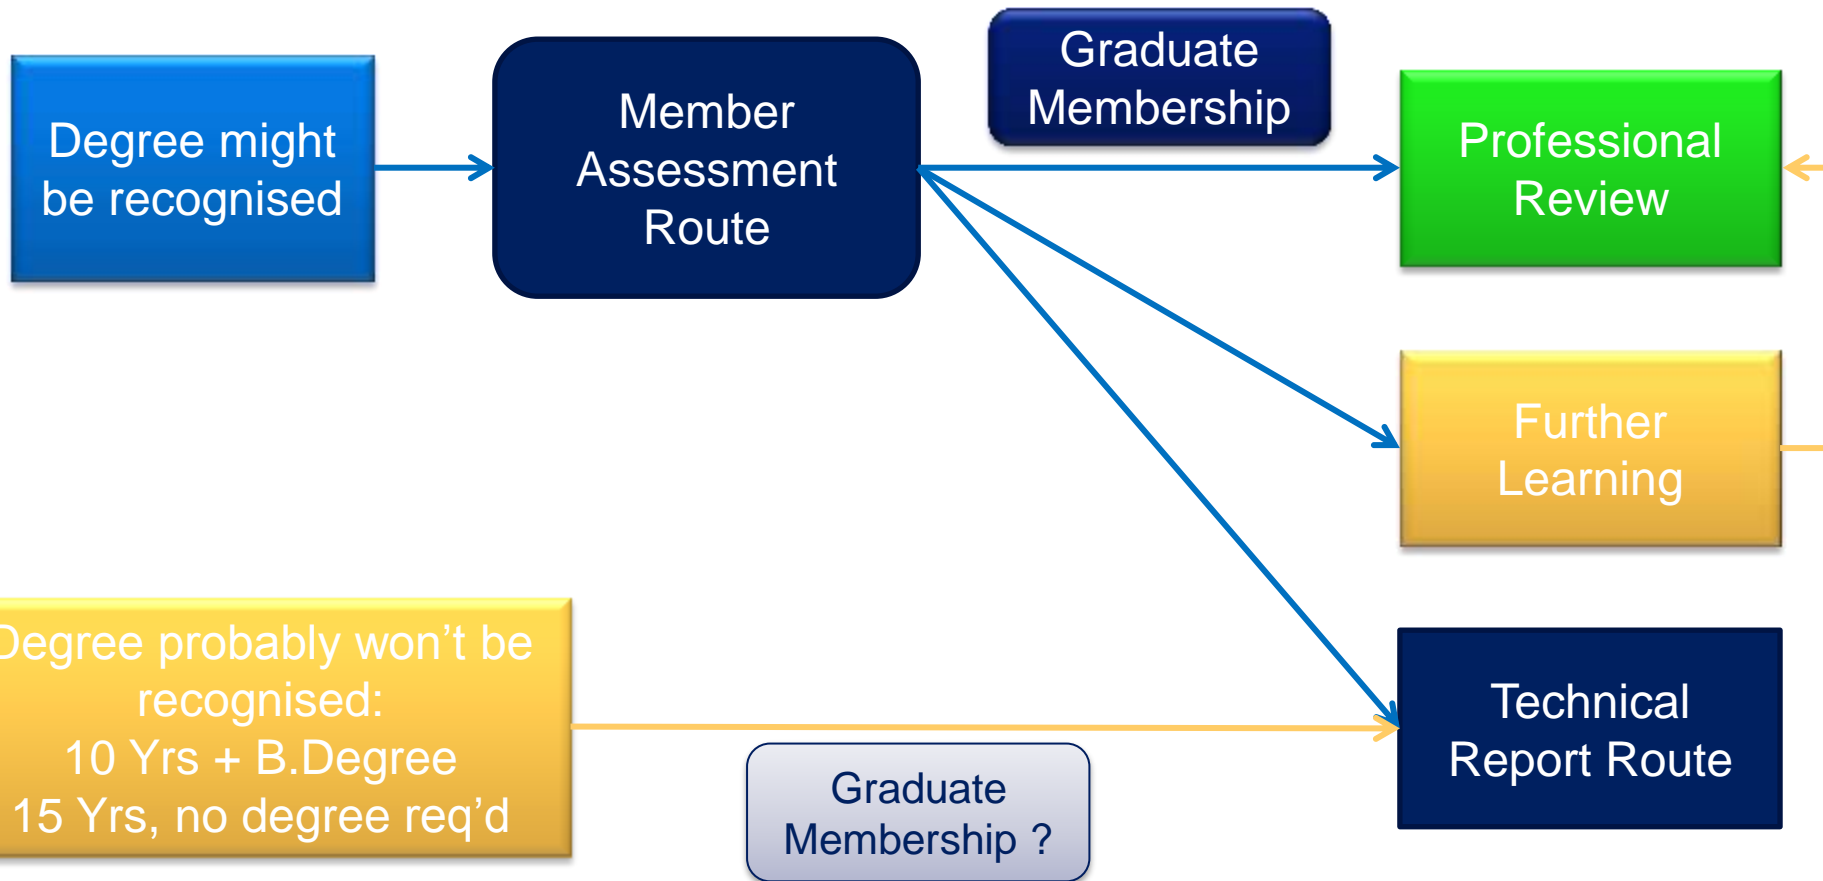 Degree might
be recognised
Member
Assessment
Route
Graduate
Membership
Professional
Review
Further
Learning
Degree probably won't be
recognised:
10 Yrs + B.Degree
15 Yrs, no degree req'd
Graduate
Membership ?
Technical
Report Route